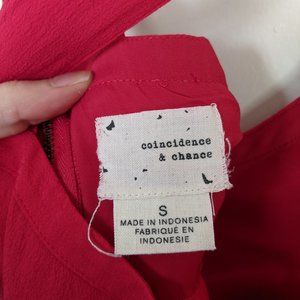 coincidence
& chance
S
MADE IN INDONESIA
FABRIQUÉ EN
INDONESIE